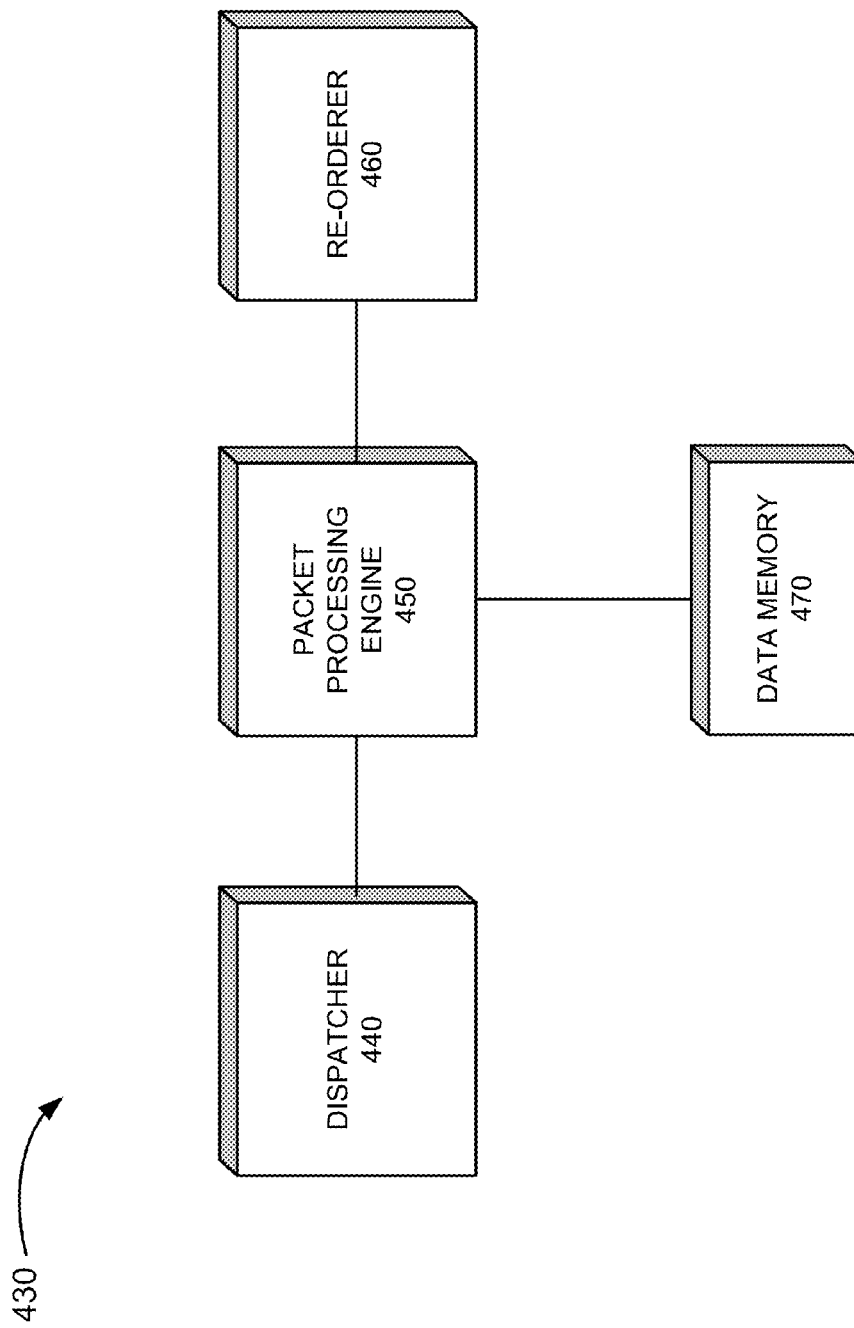 430
DISPATCHER
440
PACKET
PROCESSING
ENGINE
450
RE-ORDERER
460
DATA MEMORY
470